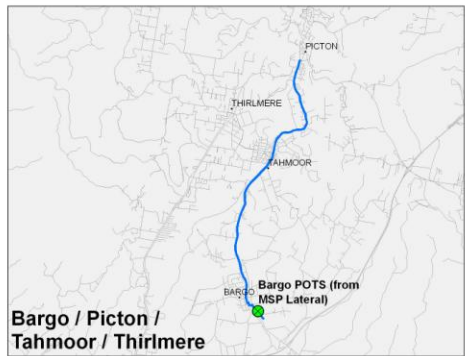 PICTON
THIRLMERE
TAHMOOR
BARGO
Bargo POTS (from
MSP Lateral)
Bargo / Picton /
Tahmoor / Thirlmere